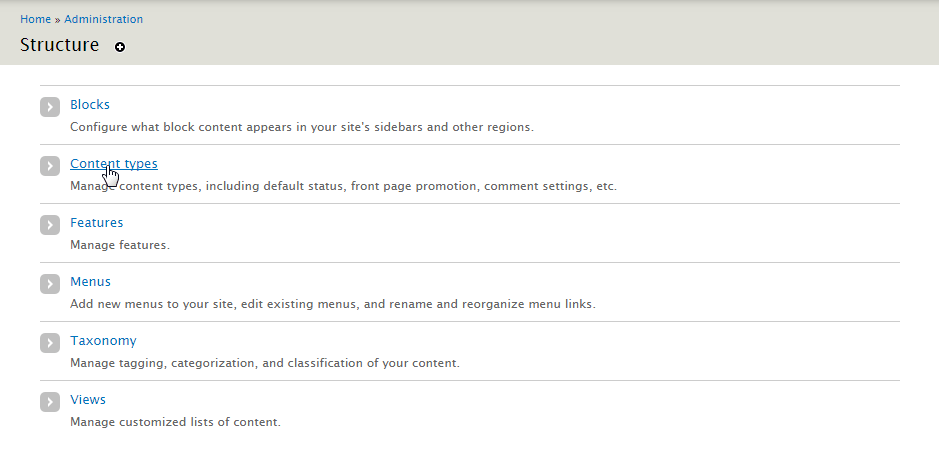 Home » Administration
Structure
Blocks
Configure what block content appears in your site's sidebars and other regions.
Content types
Manage content types, including default status, front page promotion, comment settings, etc.
Features
Manage features.
Menus
Add new menus to your site, edit existing menus, and rename and reorganize menu links.
Taxonomy
Manage tagging, categorization, and classification of your content.
Views
Manage customized lists of content.